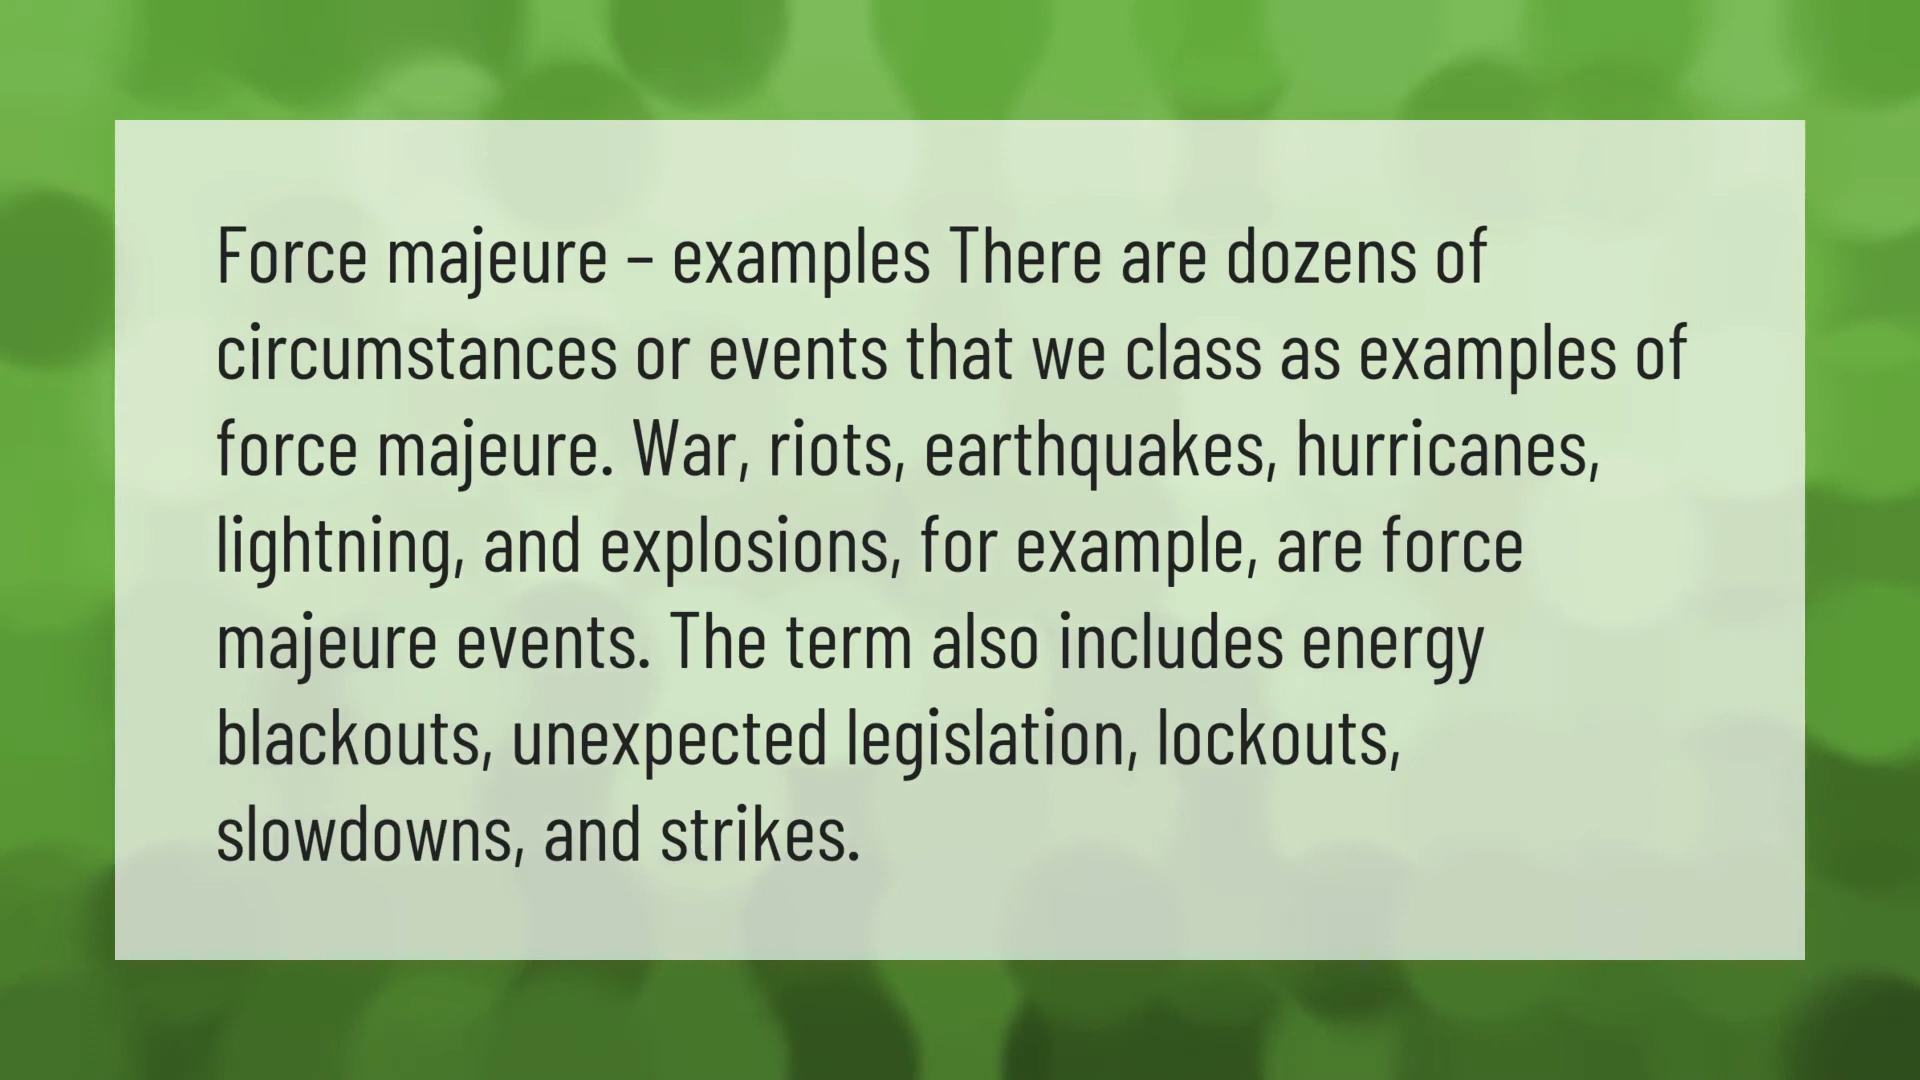 Force majeure – examples There are dozens of
circumstances or events that we class as examples of
force majeure. War, riots, earthquakes, hurricanes,
lightning, and explosions, for example, are force
majeure events. The term also includes energy
blackouts, unexpected legislation, lockouts,
slowdowns, and strikes.